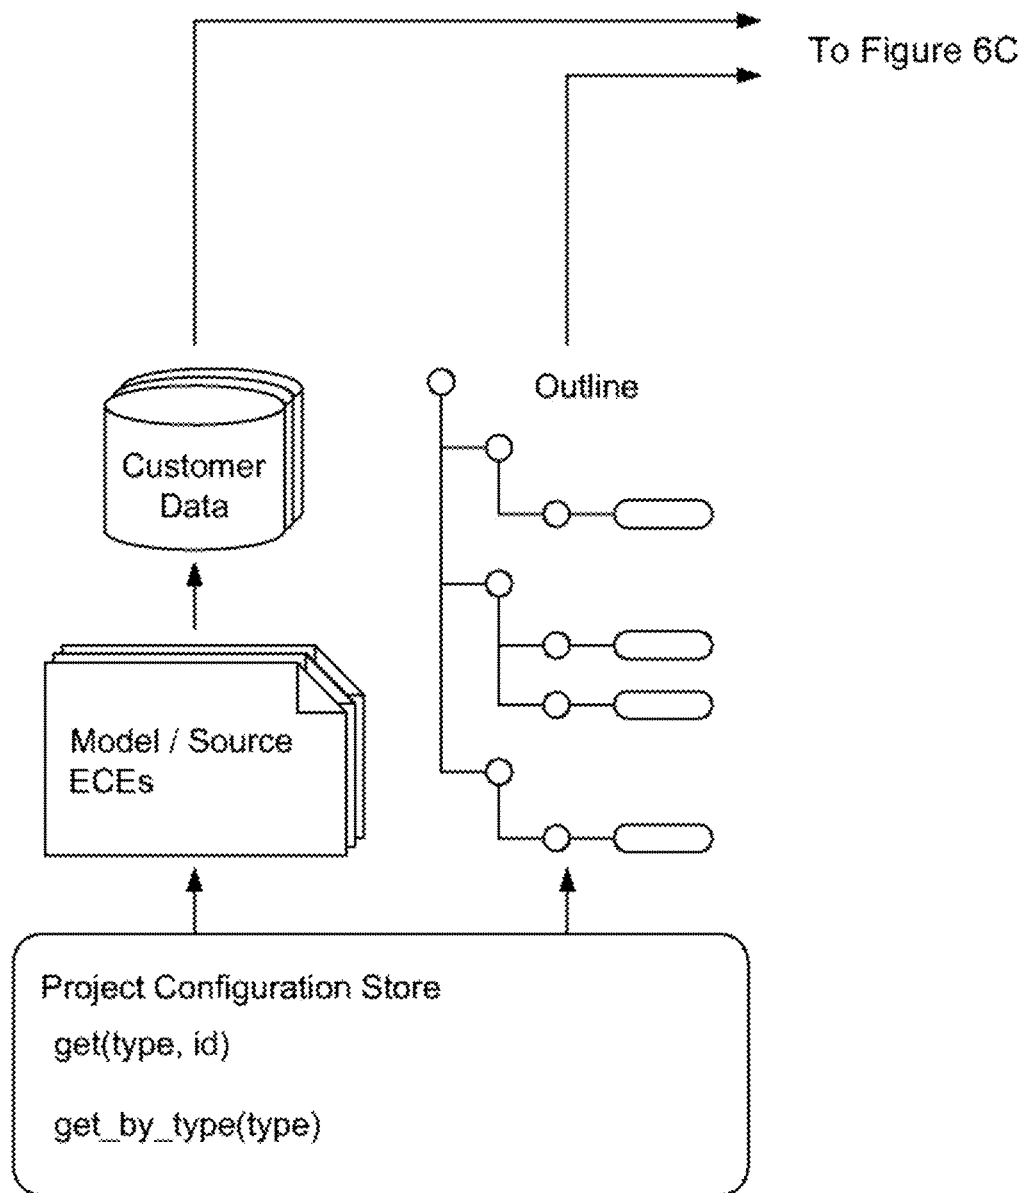 To Figure 6C
Outline
Customer
Data
Model / Source
ECEs
Project Configuration Store
get(type, id)
get_by_type(type)